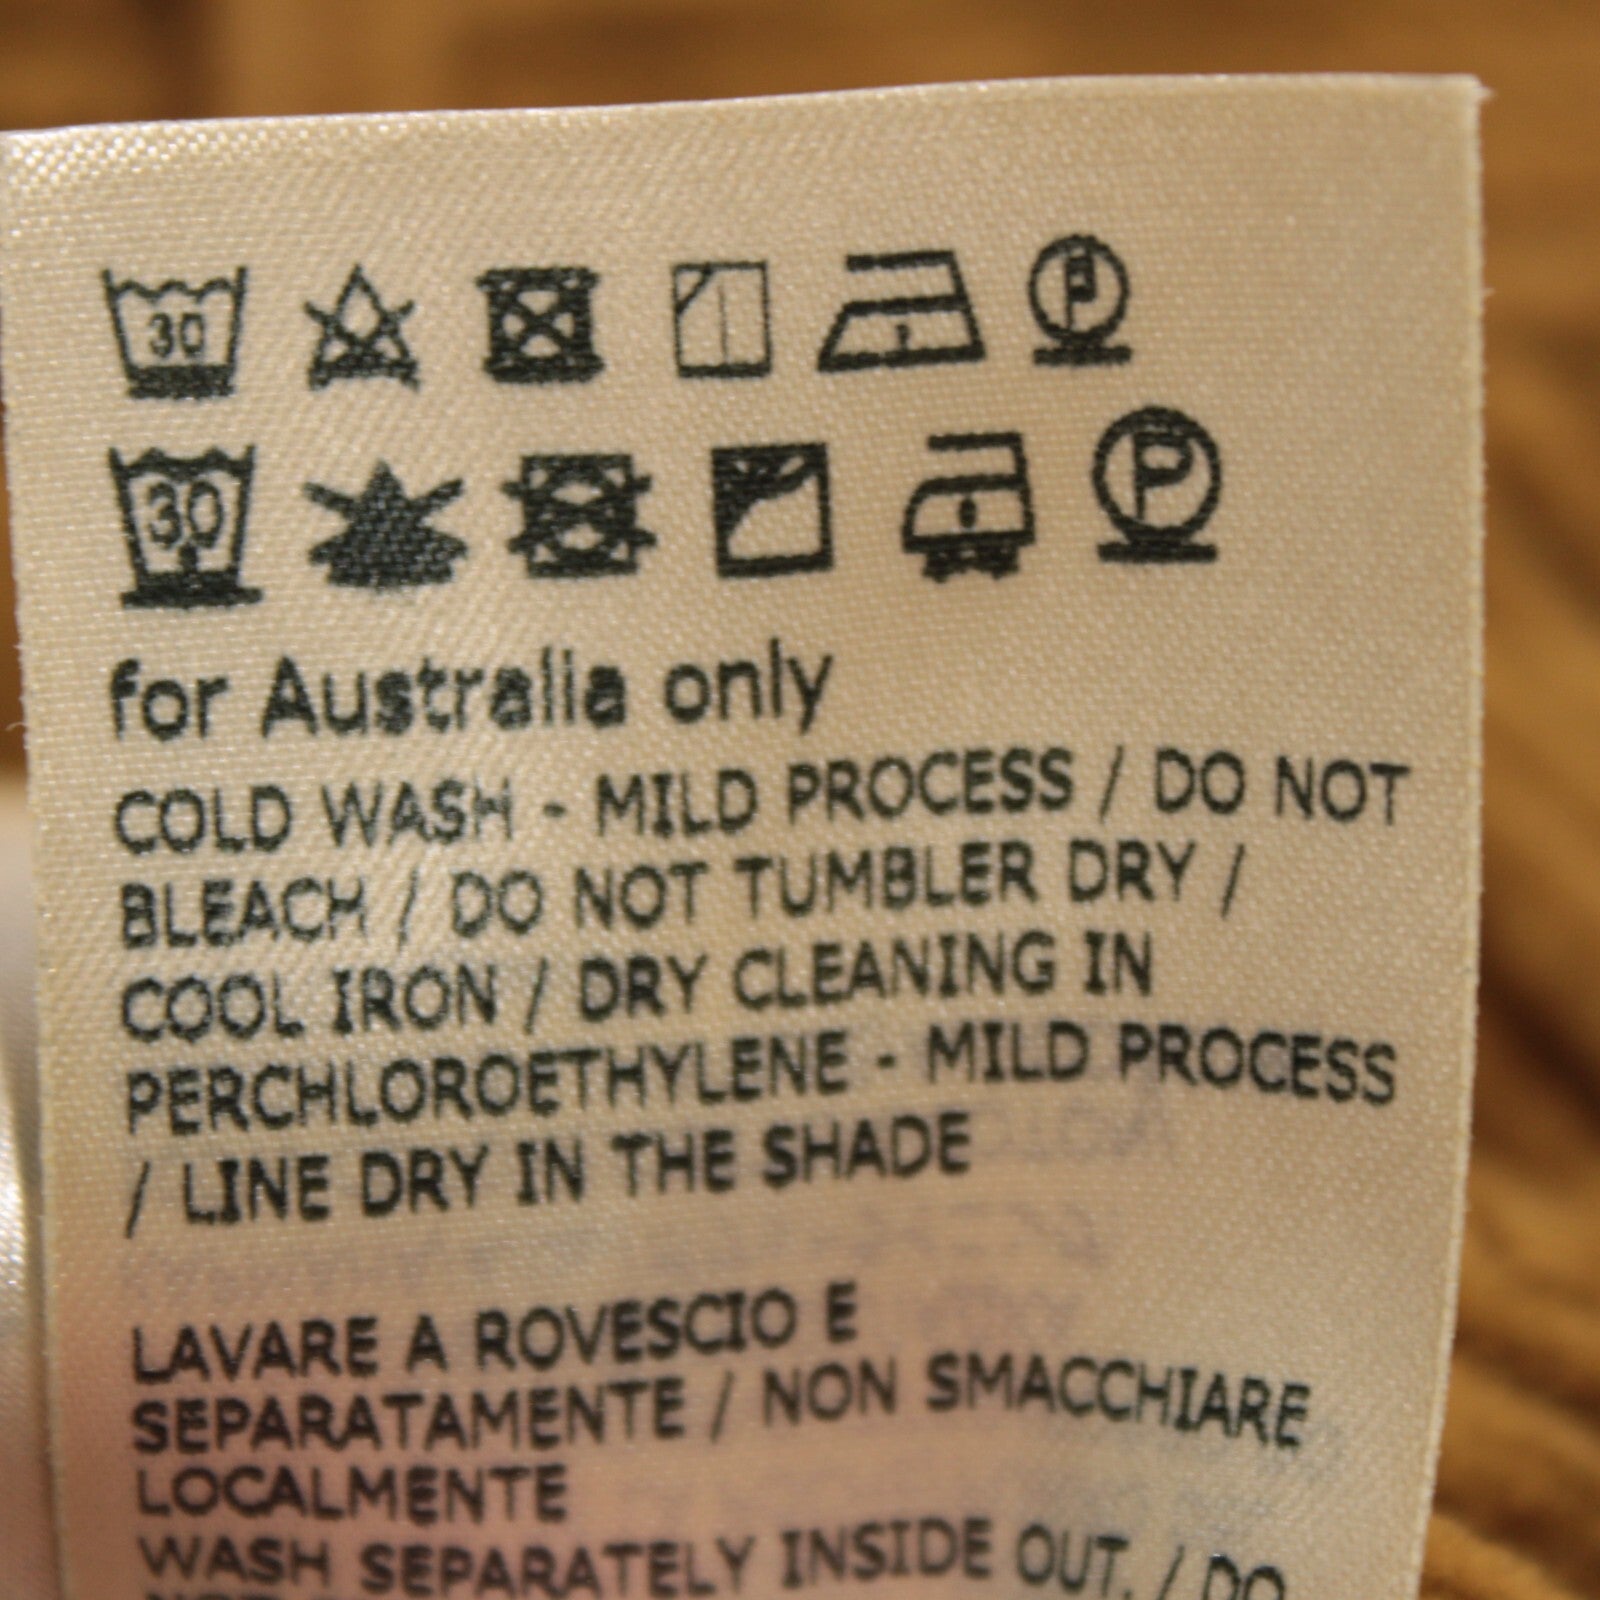 30
P
30
P
for Australia only
COLD WASH - MILD PROCESS / DO NOT
BLEACH / DO NOT TUMBLER DRY /
COOL IRON / DRY CLEANING IN
PERCHLOROETHYLENE - MILD PROCESS
/ LINE DRY IN THE SHADE
LAVARE A ROVESCIO E
SEPARATAMENTE / NON SMACCHIARE
LOCALMENTE
WASH SEPARATELY INSIDE OUT. / DO